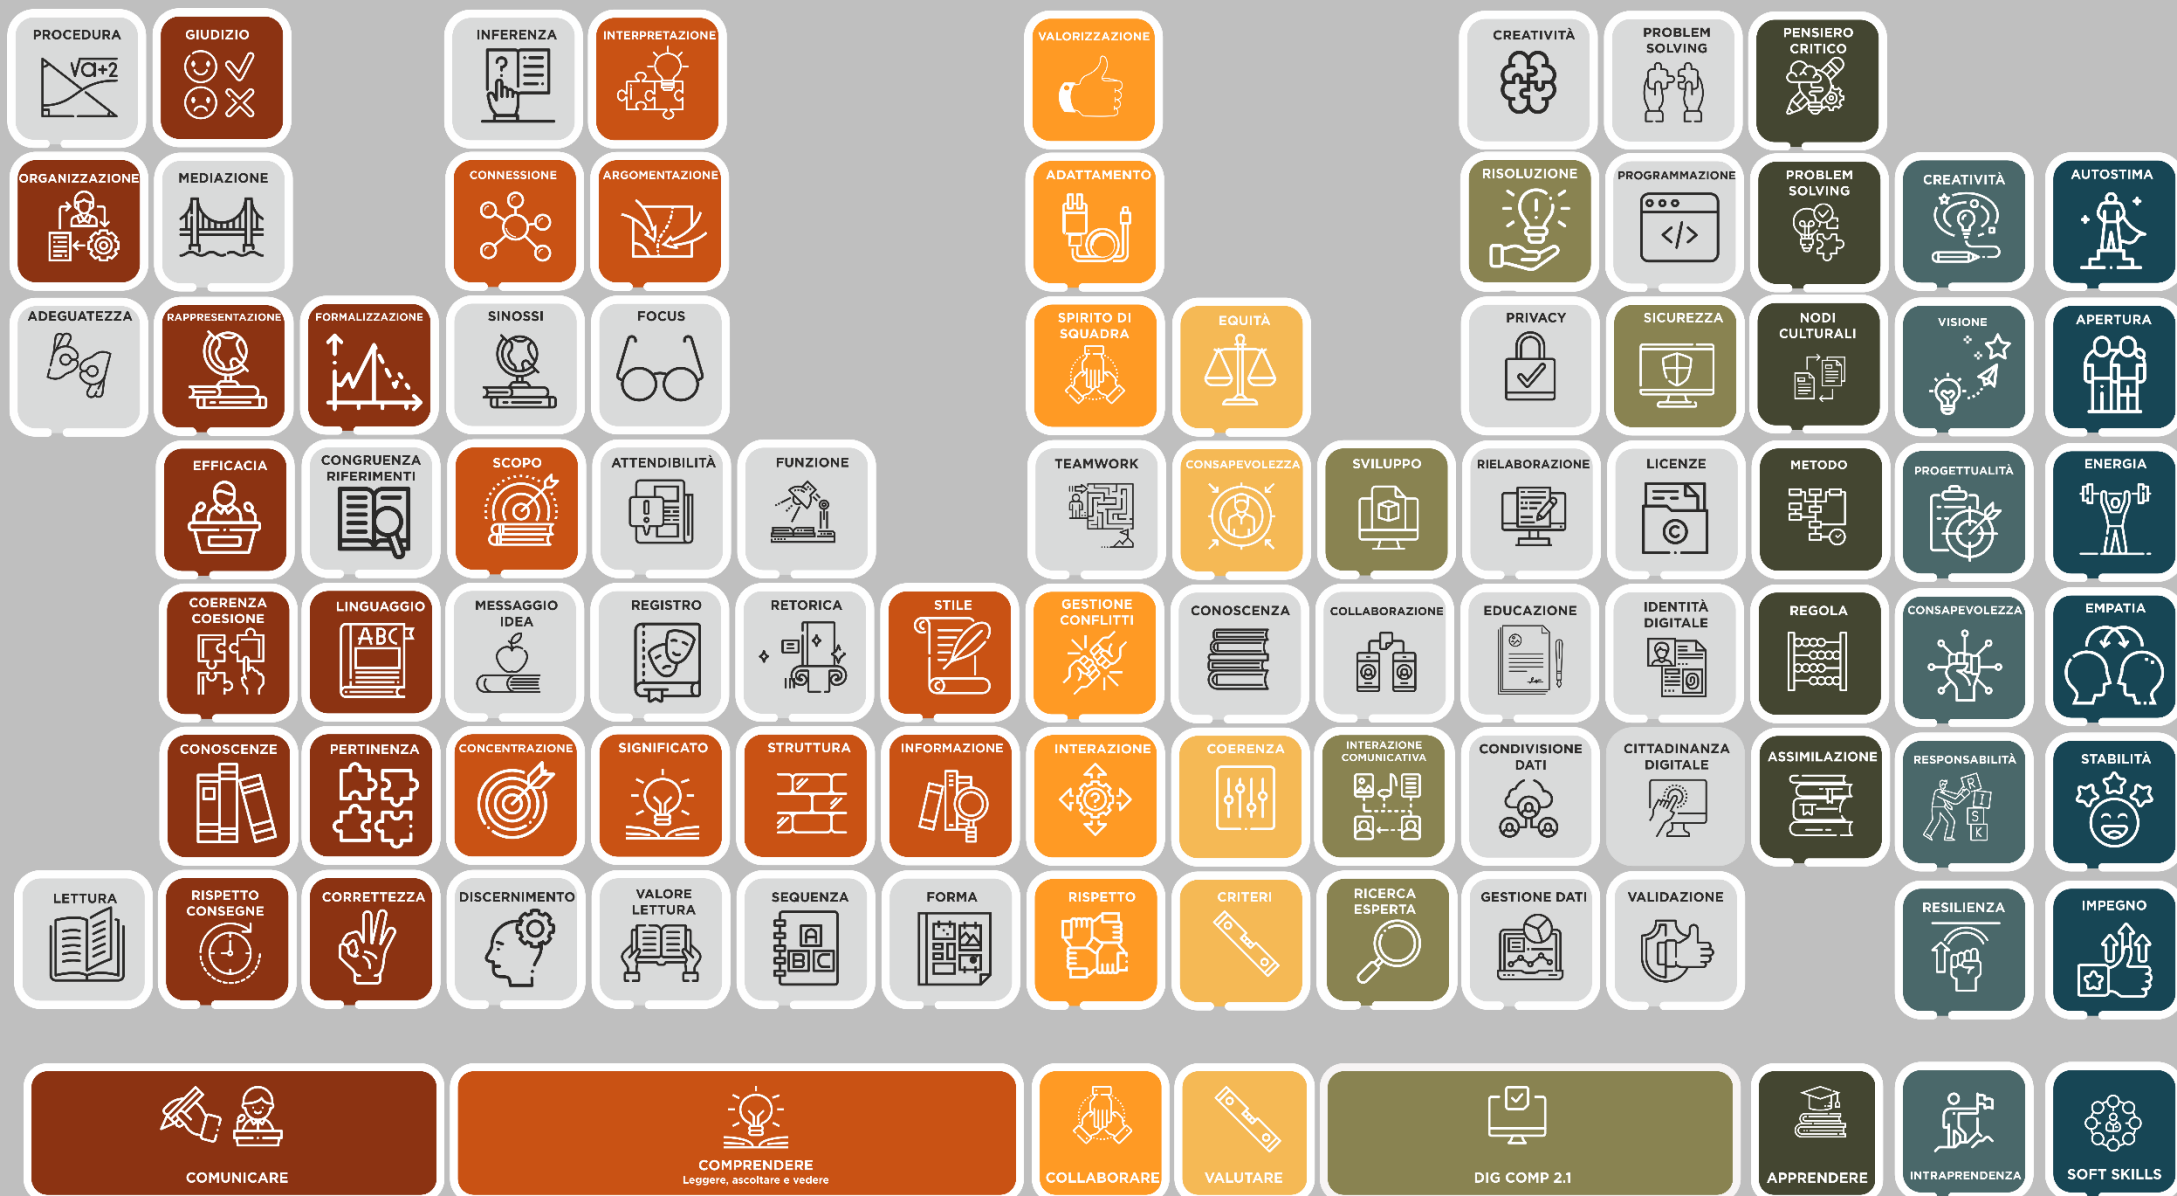 PROCEDURA
√a+2
GIUDIZIO
INFERENZA
?
INTERPRETAZIONE
VALORIZZAZIONE
CREATIVITÀ
PROBLEM
SOLVING
PENSIERO
CRITICO
ORGANIZZAZIONE
MEDIAZIONE
CONNESSIONE
ARGOMENTAZIONE
ADATTAMENTO
RISOLUZIONE
!
PROGRAMMAZIONE
</>
PROBLEM
SOLVING
CREATIVITÀ
AUTOSTIMA
ADEGUATEZZA
RAPPRESENTAZIONE
FORMALIZZAZIONE
SINOSSI
FOCUS
SPIRITO DI
SQUADRA
EQUITÀ
PRIVACY
SICUREZZA
NODI
CULTURALI
VISIONE
APERTURA
EFFICACIA
CONGRUENZA
RIFERIMENTI
SCOPO
ATTENDIBILITÀ
!
FUNZIONE
TEAMWORK
CONSAPEVOLEZZA
SVILUPPO
RIELABORAZIONE
LICENZE
C
METODO
PROGETTUALITÀ
ENERGIA
COERENZA
COESIONE
LINGUAGGIO
ABC
MESSAGGIO
IDEA
REGISTRO
RETORICA
STILE
GESTIONE
CONFLITTI
CONOSCENZA
COLLABORAZIONE
EDUCAZIONE
IDENTITÀ
DIGITALE
REGOLA
CONSAPEVOLEZZA
EMPATIA
CONOSCENZE
PERTINENZA
CONCENTRAZIONE
SIGNIFICATO
STRUTTURA
INFORMAZIONE
INTERAZIONE
?
COERENZA
INTERAZIONE
COMUNICATIVA
CONDIVISIONE
DATI
CITTADINANZA
DIGITALE
ASSIMILAZIONE
RESPONSABILITÀ
R
I
S
K
STABILITÀ
LETTURA
RISPETTO
CONSEGNE
CORRETTEZZA
DISCERNIMENTO
VALORE
LETTURA
SEQUENZA
A
B C
FORMA
RISPETTO
CRITERI
RICERCA
ESPERTA
GESTIONE DATI
VALIDAZIONE
RESILIENZA
IMPEGNO
COMUNICARE
COMPRENDERE
Leggere, ascoltare e vedere
COLLABORARE
VALUTARE
DIG COMP 2.1
APPRENDERE
INTRAPRENDENZA
SOFT SKILLS